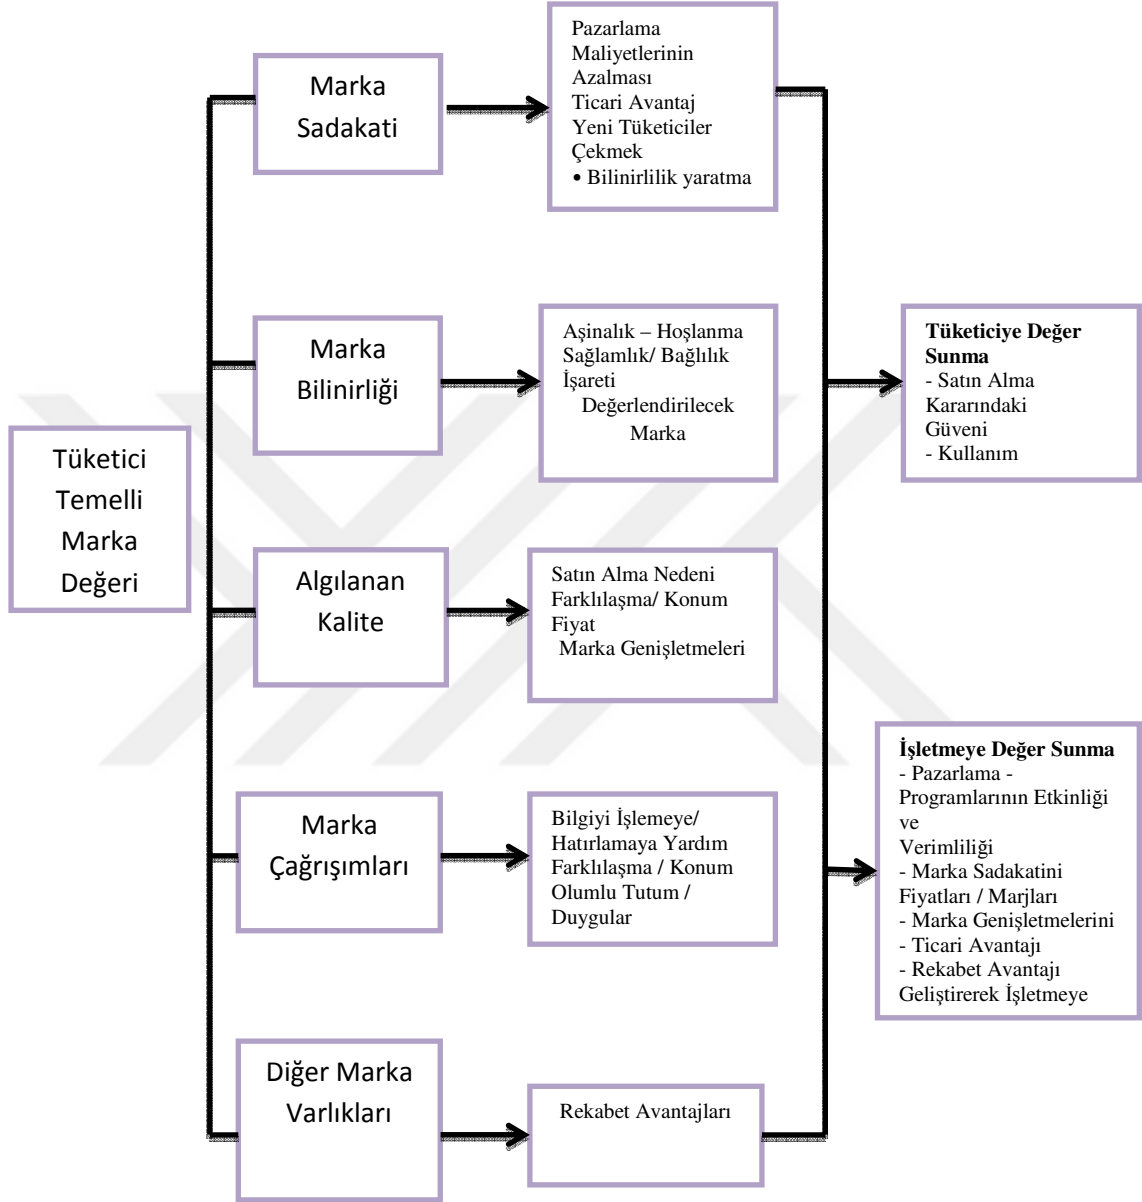 Tüketici
Temelli
Marka
Değeri
Marka
Sadakati
Pazarlama
Maliyetlerinin
Azalması
Ticari Avantaj
Yeni Tüketiciler
Çekmek
• Bilinirlilik yaratma
Marka
Bilinirliği
Aşinalık – Hoşlanma
Sağlamlık/ Bağlılık
İşareti
Değerlendirilecek
Marka
Algılanan
Kalite
Satın Alma Nedeni
Farklılaşma/ Konum
Fiyat
Marka Genişletmeleri
Marka
Çağrışımları
Bilgiyi İşlemeye/
Hatırlamaya Yardım
Farklılaşma / Konum
Olumlu Tutum /
Duygular
Diğer Marka
Varlıkları
Rekabet Avantajları
Tüketiciye Değer
Sunma
- Satın Alma
Kararındaki
Güveni
- Kullanım
İşletmeye Değer Sunma
- Pazarlama -
Programlarının Etkinliği
ve
Verimliliği
- Marka Sadakatini
Fiyatları / Marjları
- Marka Genişletmelerini
- Ticari Avantajı
- Rekabet Avantajı
Geliştirerek İşletmeye